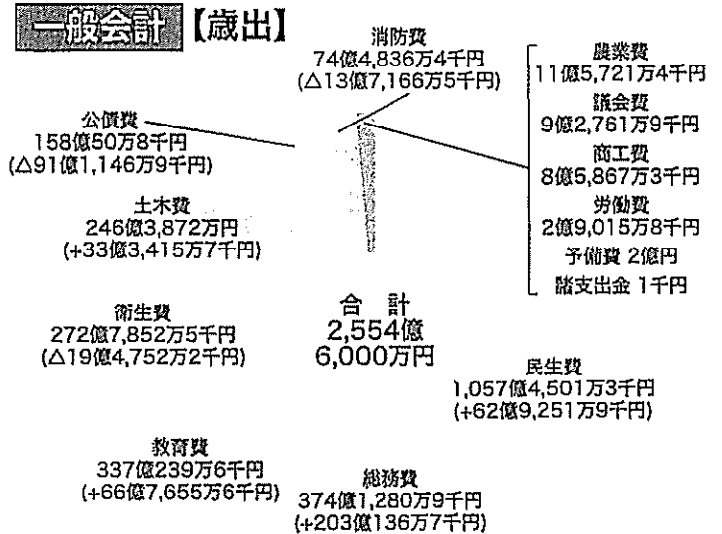 一般会計【歳出】
消防費
74億4,836万4千円
(△13億7,166万5千円)
農業費
11億5,721万4千円
議会費
9億2,761万9千円
商工費
8億5,867万3千円
労働費
2億9,015万8千円
予備費 2億円
諸支出金 1千円
公債費
158億50万8千円
(△91億1,146万9千円)
土木費
246億3,872万円
(+33億3,415万7千円)
衛生費
272億7,852万5千円
(△19億4,752万2千円)
合計
2,554億
6,000万円
民生費
1,057億4,501万3千円
(+62億9,251万9千円)
教育費
337億239万6千円
(+66億7,655万6千円)
総務費
374億1,280万9千円
(+203億136万7千円)